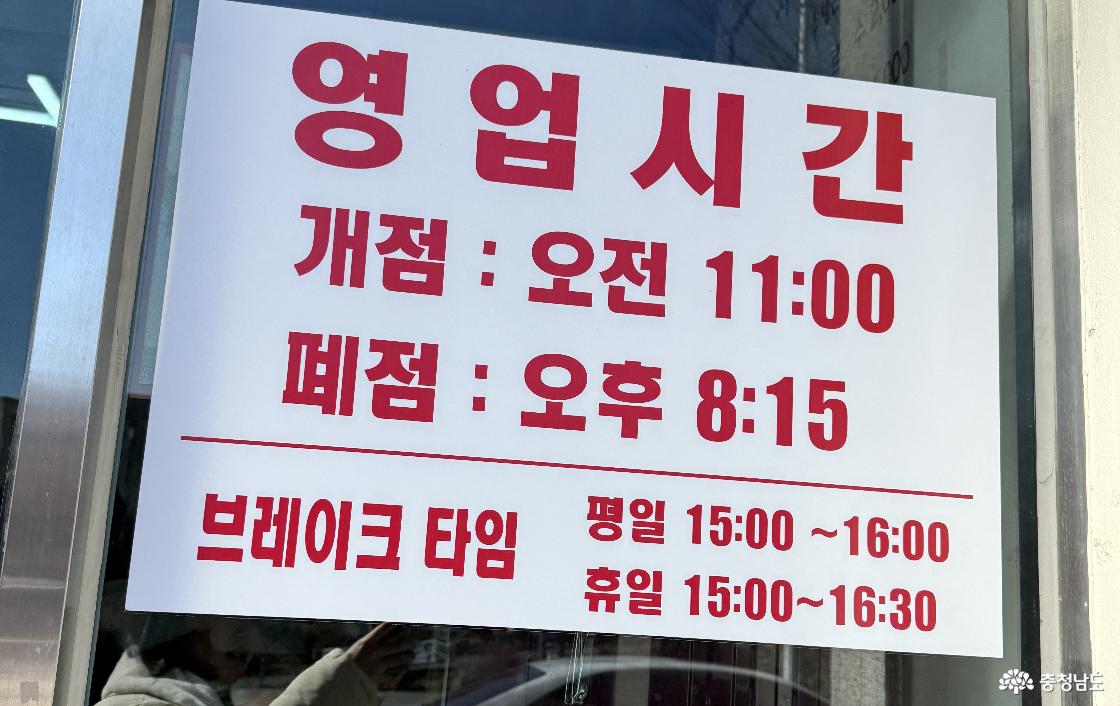 영업시간
개점 : 오전 11:00
폐점 : 오후 8:15
브레이크 타임
평일 15:00 ~16:00
휴일 15:00~16:30
충청남도